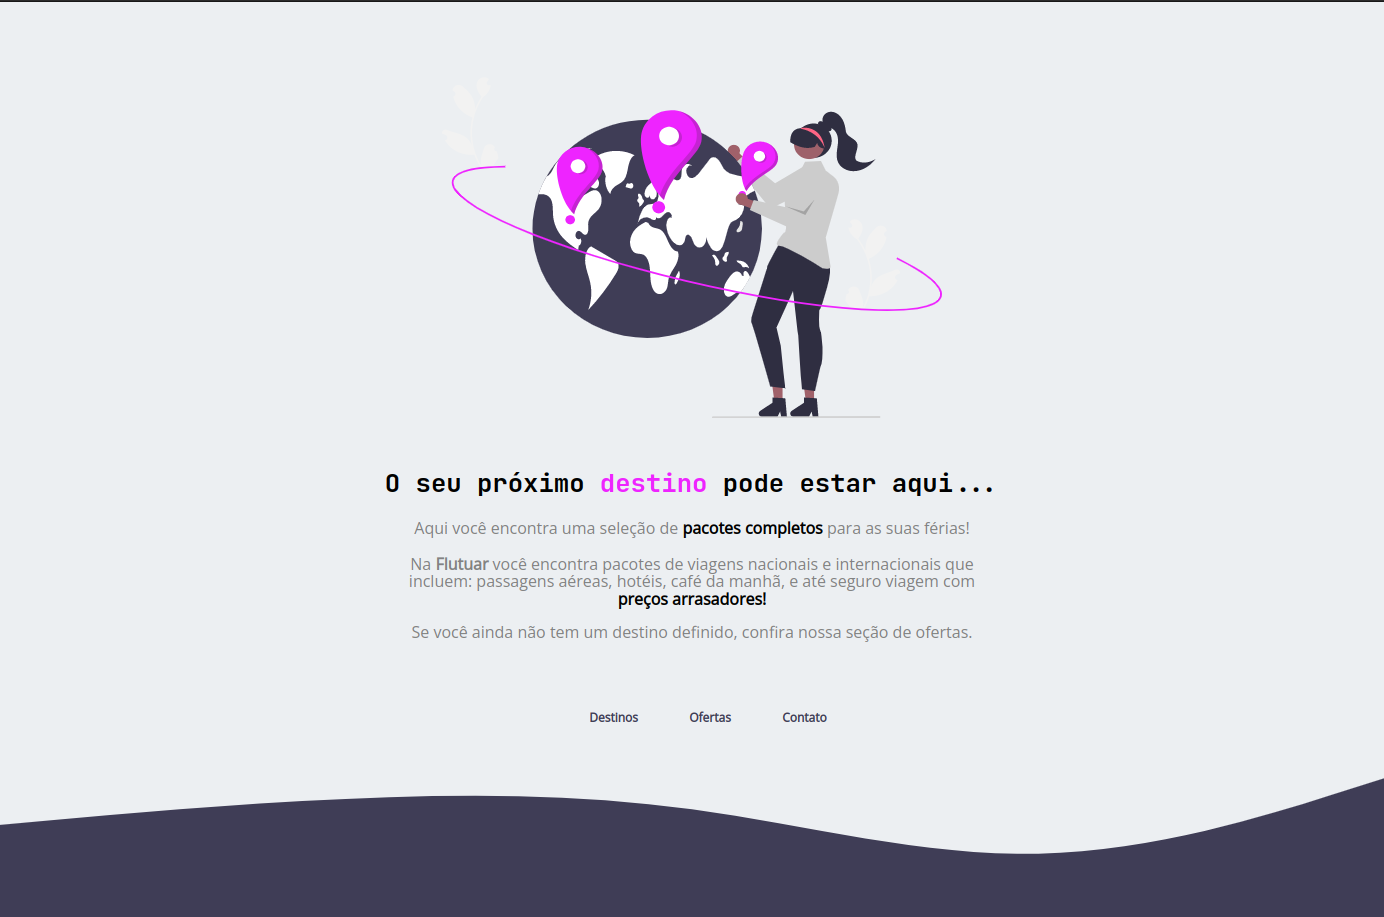 O seu próximo destino pode estar aqui...
Aqui você encontra uma seleção de pacotes completos para as suas férias!
Na Flutuar você encontra pacotes de viagens nacionais e internacionais que
incluem: passagens aéreas, hotéis, café da manhã, e até seguro viagem com
preços arrasadores!
Se você ainda não tem um destino definido, confira nossa seção de ofertas.
Destinos Ofertas Contato